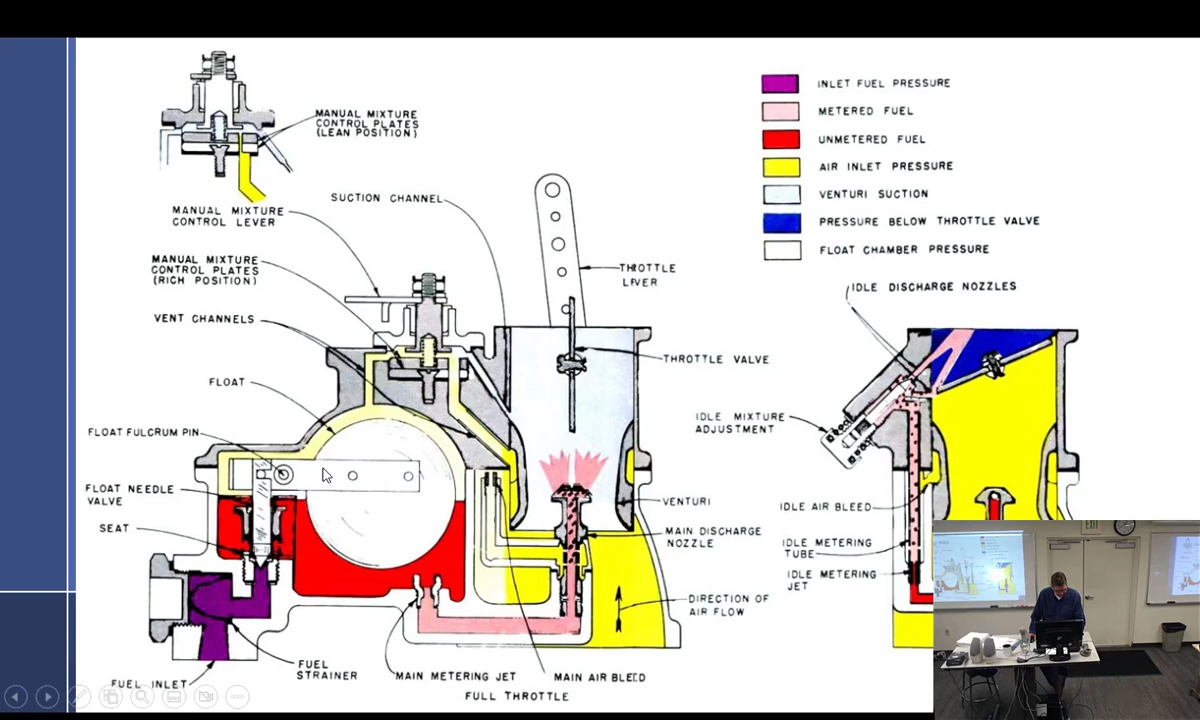 MANUAL MIXTURE
CONTROL PLATES
(LEAN POSITION)
MANUAL MIXTURE
CONTROL LEVER
SUCTION CHANNEL
MANUAL MIXTURE
CONTROL PLATES
(RICH POSITION)
VENT CHANNELS
FLOAT
FLOAT FULCRUM PIN
FLOAT NEEDLE
VALVE
SEAT
FUEL INLET
FUEL
STRAINER
MAIN METERING JET
MAIN AIR BLEED
FULL THROTTLE
THROTTLE
LEVER
THROTTLE VALVE
VENTURI
MAIN DISCHARGE
NOZZLE
DIRECTION OF
AIR FLOW
INLET FUEL PRESSURE
METERED FUEL
UNMETERED FUEL
AIR INLET PRESSURE
VENTURI SUCTION
PRESSURE BELOW THROTTLE VALVE
FLOAT CHAMBER PRESSURE
IDLE DISCHARGE NOZZLES
IDLE MIXTURE
ADJUSTMENT
IDLE AIR BLEED
IDLE METERING
TUBE
IDLE METERING
JET
EXIT